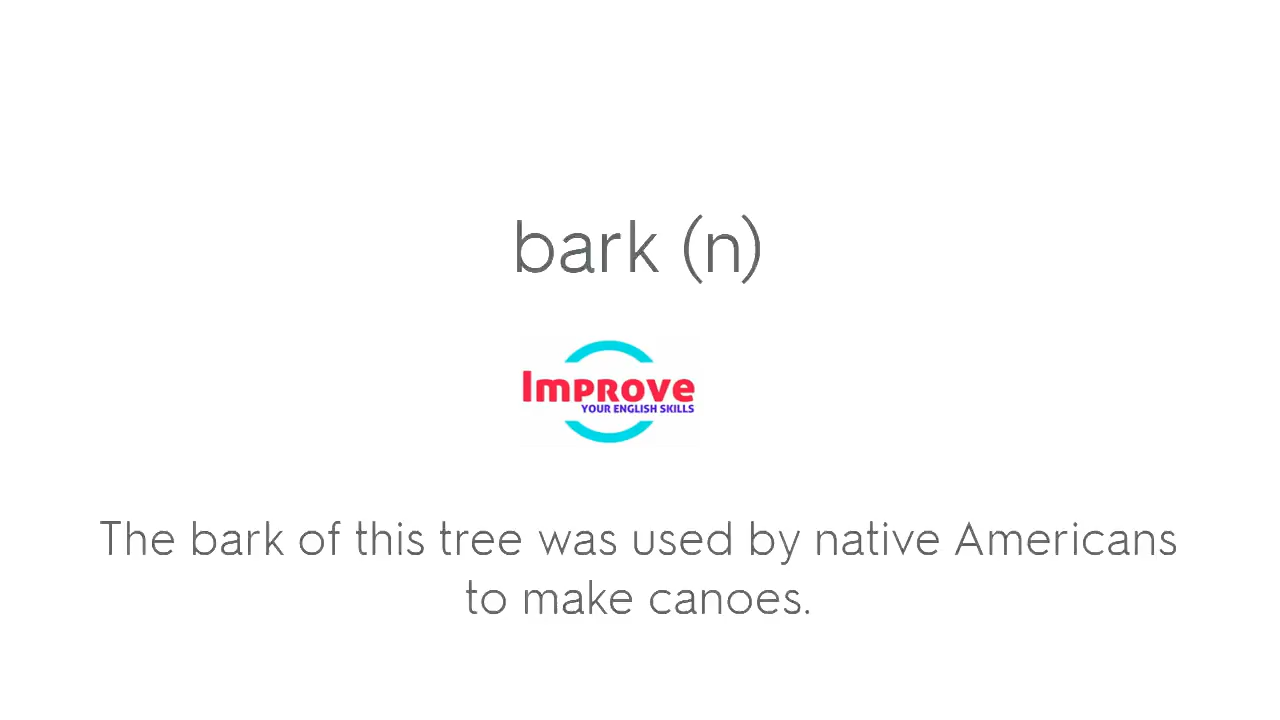 bark (n)
Improve
YOUR ENGLISH SKILLS
The bark of this tree was used by native Americans
to make canoes.